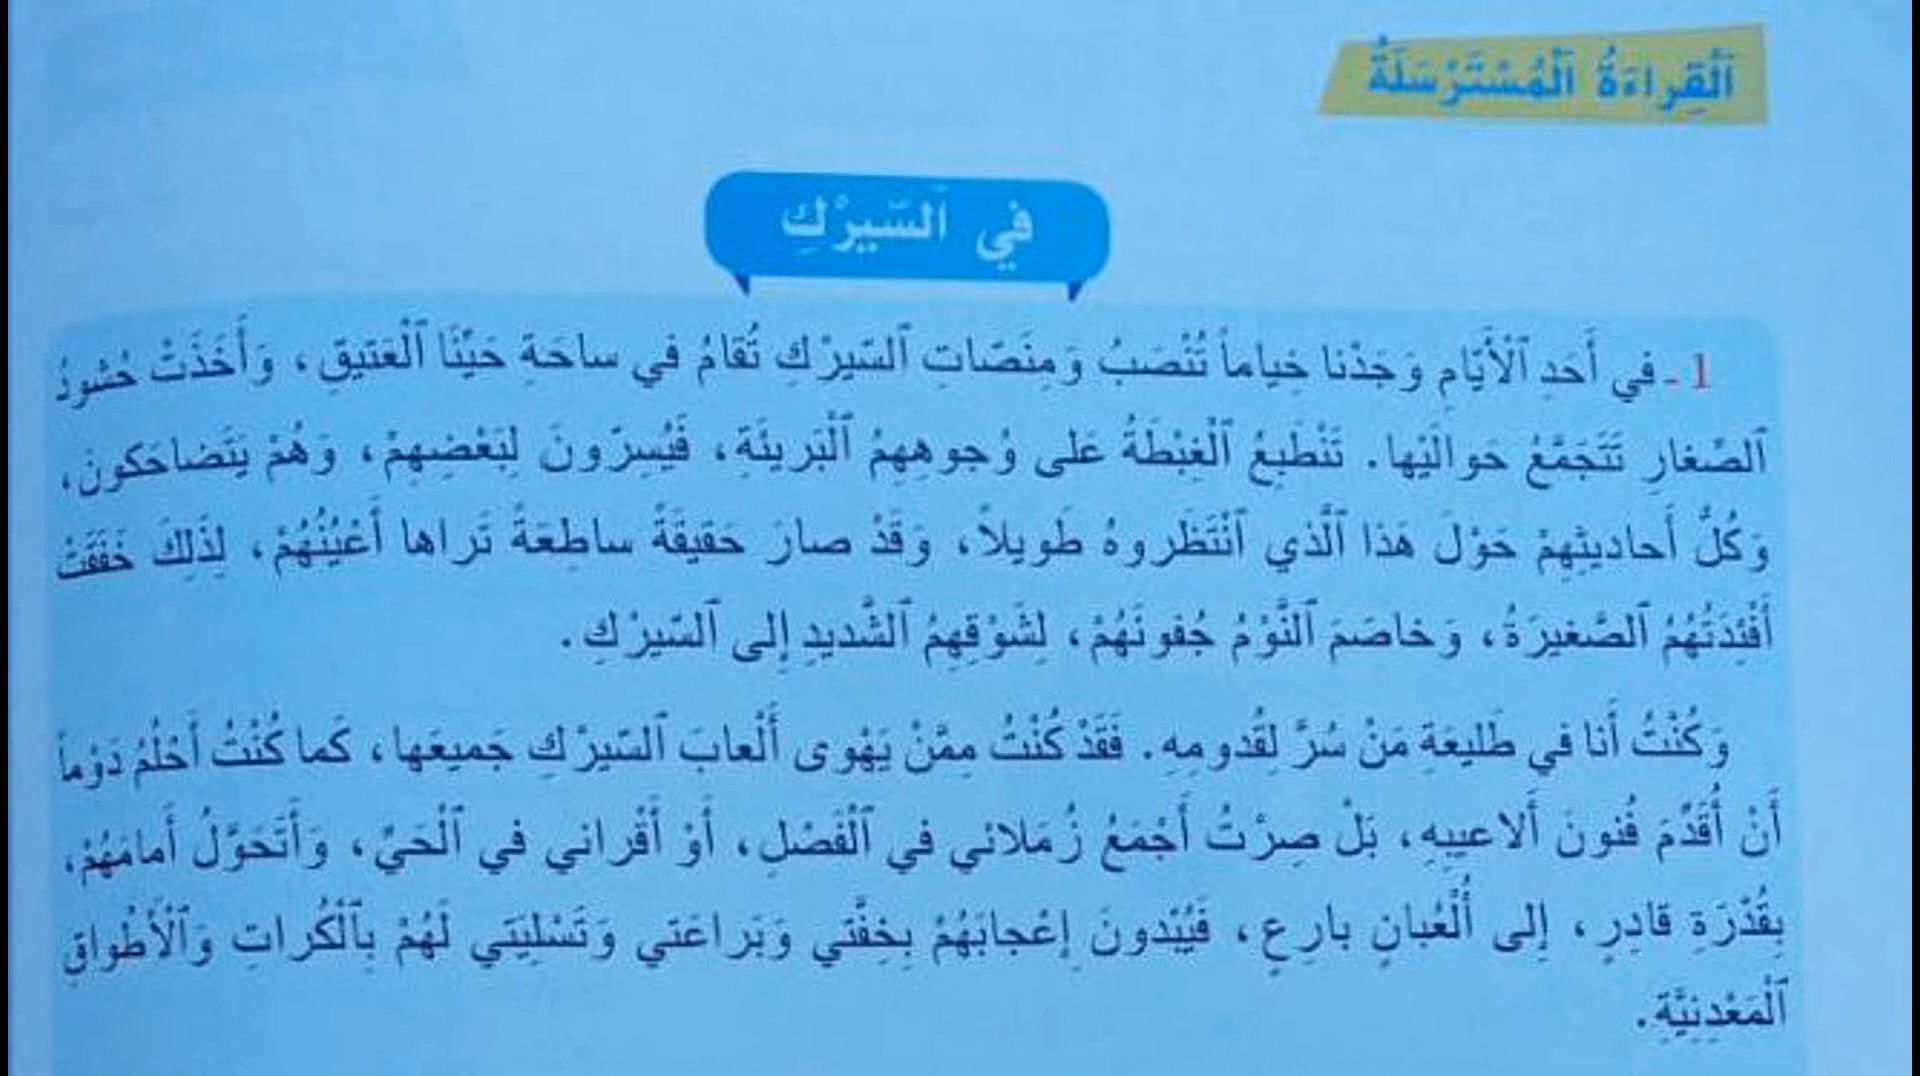 اَلْقِراءَةُ اَلْمُسْتَرْسَلَةُ
في اَلسّيرْكِ
1 - في أَحَدِ اَلْأَيّامِ وَجَدْنا خِياماً تُنْصَبُ وَمِنَصّاتِ اَلسّيرْكِ تُقامُ في ساحَةِ حَيِّنَا اَلْعَتيقِ، وَأَخَذَتْ حُشودُ
اَلصِّغارِ تَتَجَمَّعُ حَوالَيْها. تَنْطَبِعُ اَلْغِبْطَةُ عَلى وُجوهِهِمُ اَلْبَريئَةِ، فَيُسِرّونَ لِبَعْضِهِمْ، وَهُمْ يَتَضاحَكونَ،
وَكُلُّ أَحاديثِهِمْ حَوْلَ هَذا اَلَّذي اَنْتَظَروهُ طَويلاً، وَقَدْ صارَ حَقيقَةً ساطِعَةً تَراها أَعْيُنُهُمْ، لِذَلِكَ خَفَقَتْ
أَفْئِدَتُهُمُ اَلصَّغيرَةُ، وَخاصَمَ اَلنَّوْمُ جُفونَهُمْ، لِشَوْقِهِمُ اَلشَّديدِ إِلى اَلسّيرْكِ.
وَكُنْتُ أَنا في طَليعَةِ مَنْ سُرَّ لِقُدومِهِ. فَقَدْ كُنْتُ مِمَّنْ يَهْوى أَلْعابَ اَلسّيرْكِ جَميعَها، كَما كُنْتُ أَحْلُمُ دَوْماً
أَنْ أُقَدِّمَ فُنونَ أَلاعيبِهِ، بَلْ صِرْتُ أَجْمَعُ زُمَلائي في اَلْفَصْلِ، أَوْ أَقْراني في اَلْحَيِّ، وَأَتَحَوَّلُ أَمامَهُمْ،
بِقُدْرَةِ قادِرٍ، إِلى أُلْعُبانٍ بارِعٍ، فَيُبْدونَ إِعْجابَهُمْ بِخِفَّتي وَبَراعَتي وَتَسْلِيَتي لَهُمْ بِاَلْكُراتِ وَاَلْأَطْواقِ
اَلْمَعْدِنِيَّةِ.